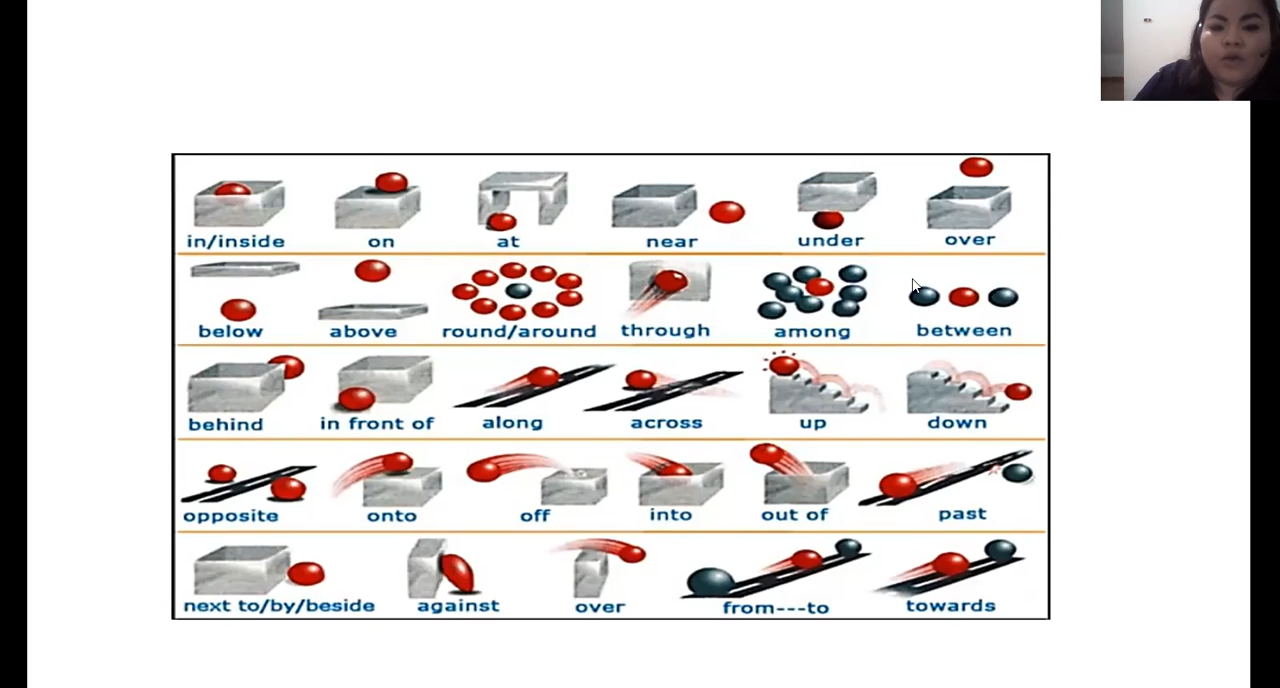 in/inside on at near under over
below above round/around through among between
behind in front of along across up down
opposite onto off into out of past
next to/by/beside against over from---to towards